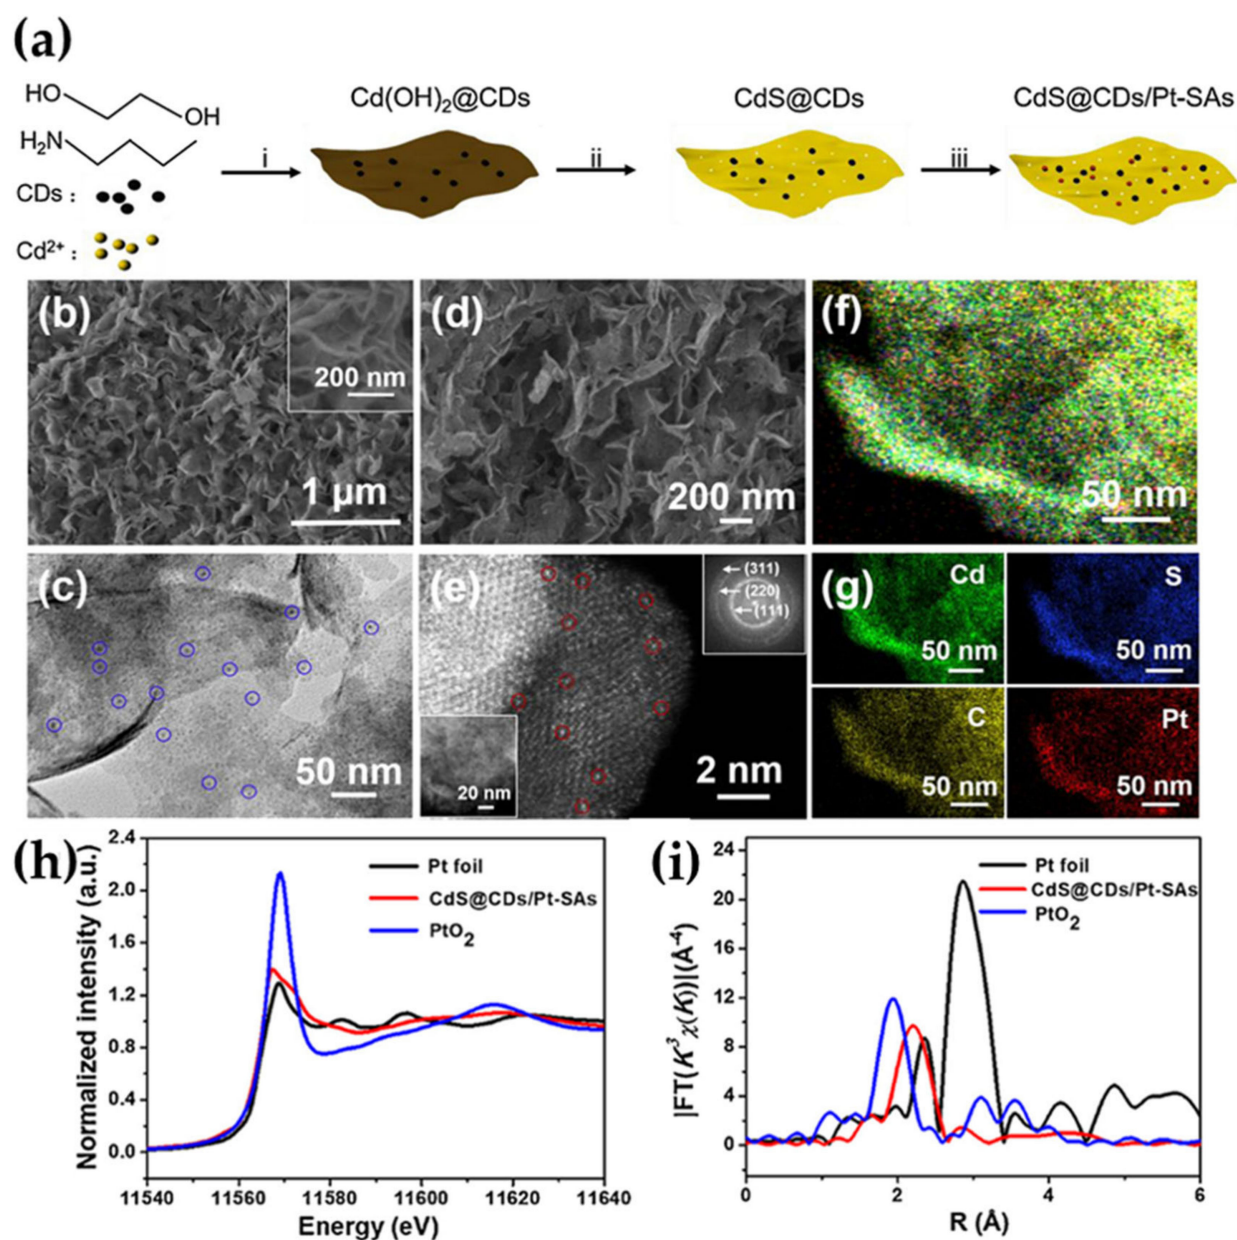 (a)
HO
OH
H₂N
CDs :
Cd²⁺ :
i
Cd(OH)₂@CDs
ii
CdS@CDs
iii
CdS@CDs/Pt-SAs
(b)
200 nm
1 μm
(d)
200 nm
(f)
50 nm
(c)
50 nm
(e)
(311)
(220)
(111)
20 nm
2 nm
(g)
Cd
50 nm
S
50 nm
C
50 nm
Pt
50 nm
(h)
Normalized intensity (a.u.)
2.4
2.0
1.6
1.2
0.8
0.4
0.0
Pt foil
CdS@CDs/Pt-SAs
PtO₂
11540 11560 11580 11600 11620 11640
Energy (eV)
(i)
|FT(K³χ(K))|(Å⁻⁴)
24
20
16
12
8
4
0
Pt foil
CdS@CDs/Pt-SAs
PtO₂
0 2 4 6
R (Å)